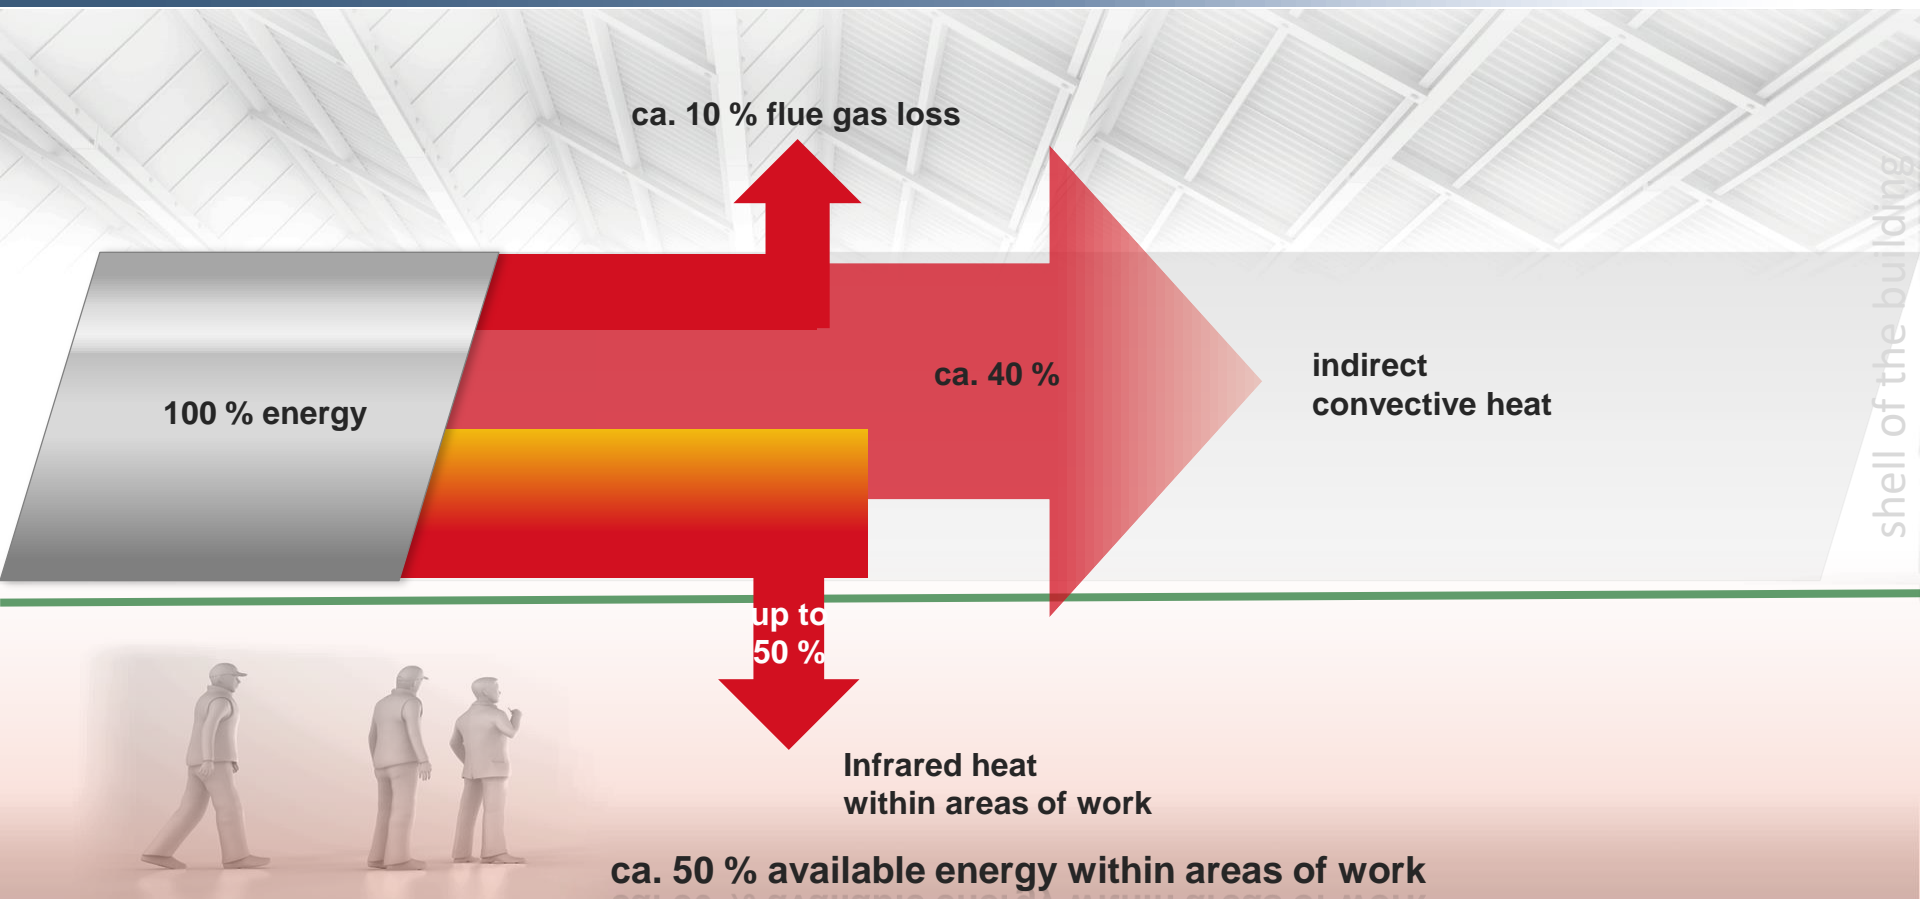 ca. 10 % flue gas loss
shell of the building
ca. 40 %
indirect
convective heat
100 % energy
up to
50 %
Infrared heat
within areas of work
ca. 50 % available energy within areas of work